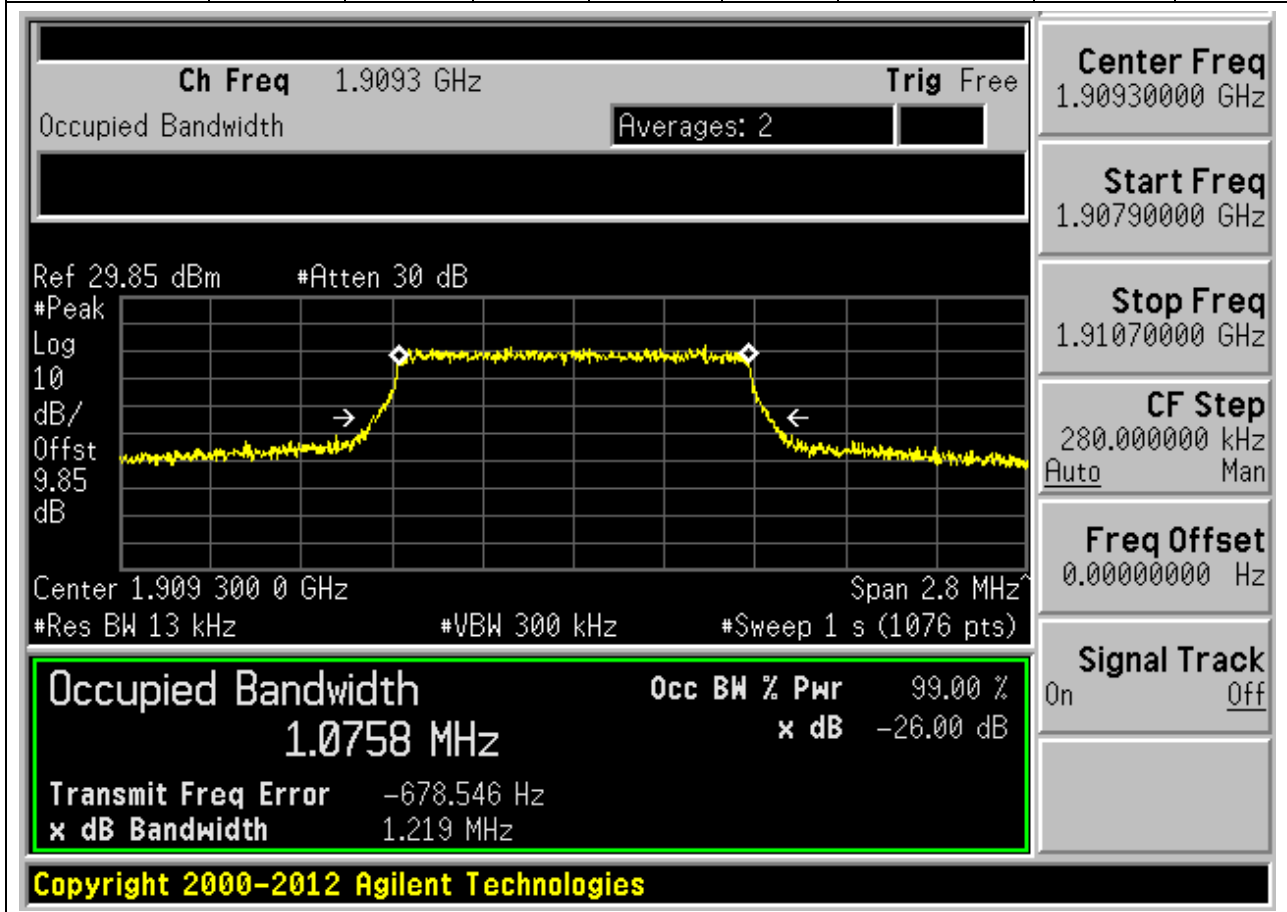 Ch Freq 1.9093 GHz Trig Free
Occupied Bandwidth Averages: 2
Ref 29.85 dBm #Atten 30 dB
#Peak
Log
10
dB/
Offst
9.85
dB
Center 1.909 300 0 GHz Span 2.8 MHz^
#Res BW 13 kHz #VBW 300 kHz #Sweep 1 s (1076 pts)
Occupied Bandwidth Occ BW % Pwr 99.00 %
1.0758 MHz x dB -26.00 dB
Transmit Freq Error -678.546 Hz
x dB Bandwidth 1.219 MHz
Center Freq
1.90930000 GHz
Start Freq
1.90790000 GHz
Stop Freq
1.91070000 GHz
CF Step
280.000000 kHz
Auto Man
Freq Offset
0.00000000 Hz
Signal Track
On Off
Copyright 2000-2012 Agilent Technologies